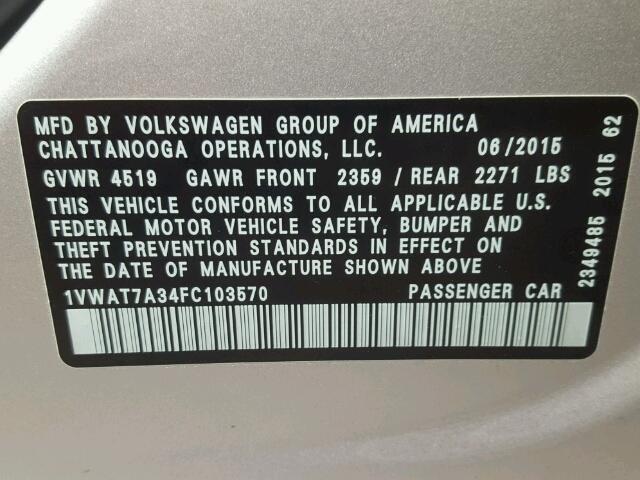 MFD BY VOLKSWAGEN GROUP OF AMERICA
CHATTANOOGA OPERATIONS, LLC. 06/2015
GVWR 4519 GAWR FRONT 2359 / REAR 2271 LBS
THIS VEHICLE CONFORMS TO ALL APPLICABLE U.S.
FEDERAL MOTOR VEHICLE SAFETY, BUMPER AND
THEFT PREVENTION STANDARDS IN EFFECT ON
THE DATE OF MANUFACTURE SHOWN ABOVE
1VWAT7A34FC103570 PASSENGER CAR
2349485 2015 62